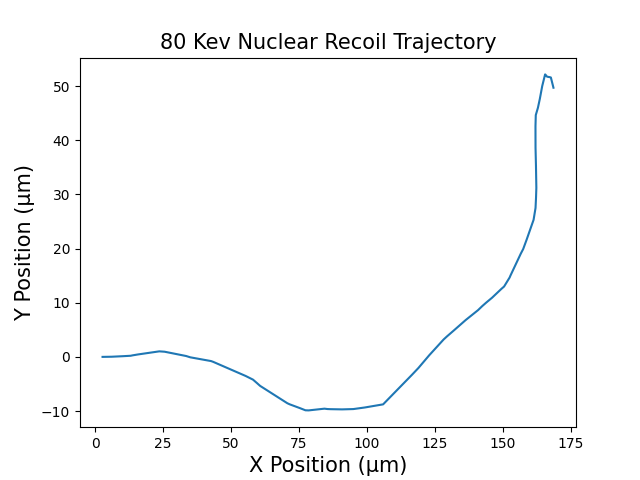 80 Kev Nuclear Recoil Trajectory
50
40
30
20
10
0
−10
Y Position (μm)
0 25 50 75 100 125 150 175
X Position (μm)